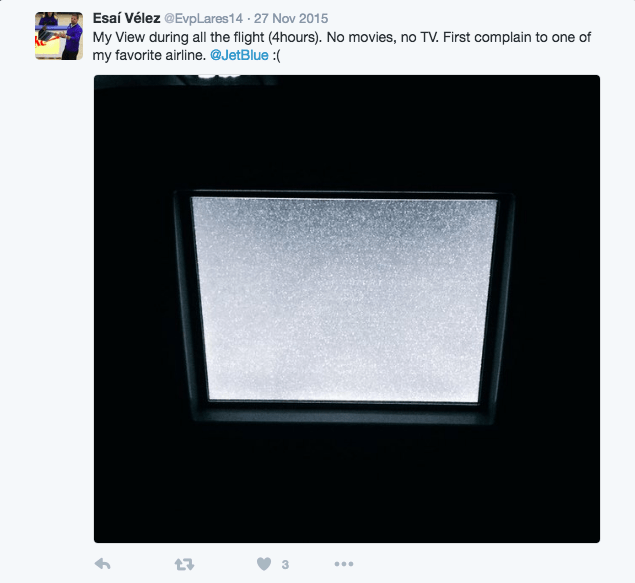 Esaí Vélez @EvpLares14 · 27 Nov 2015
My View during all the flight (4hours). No movies, no TV. First complain to one of
my favorite airline. @JetBlue :(
3